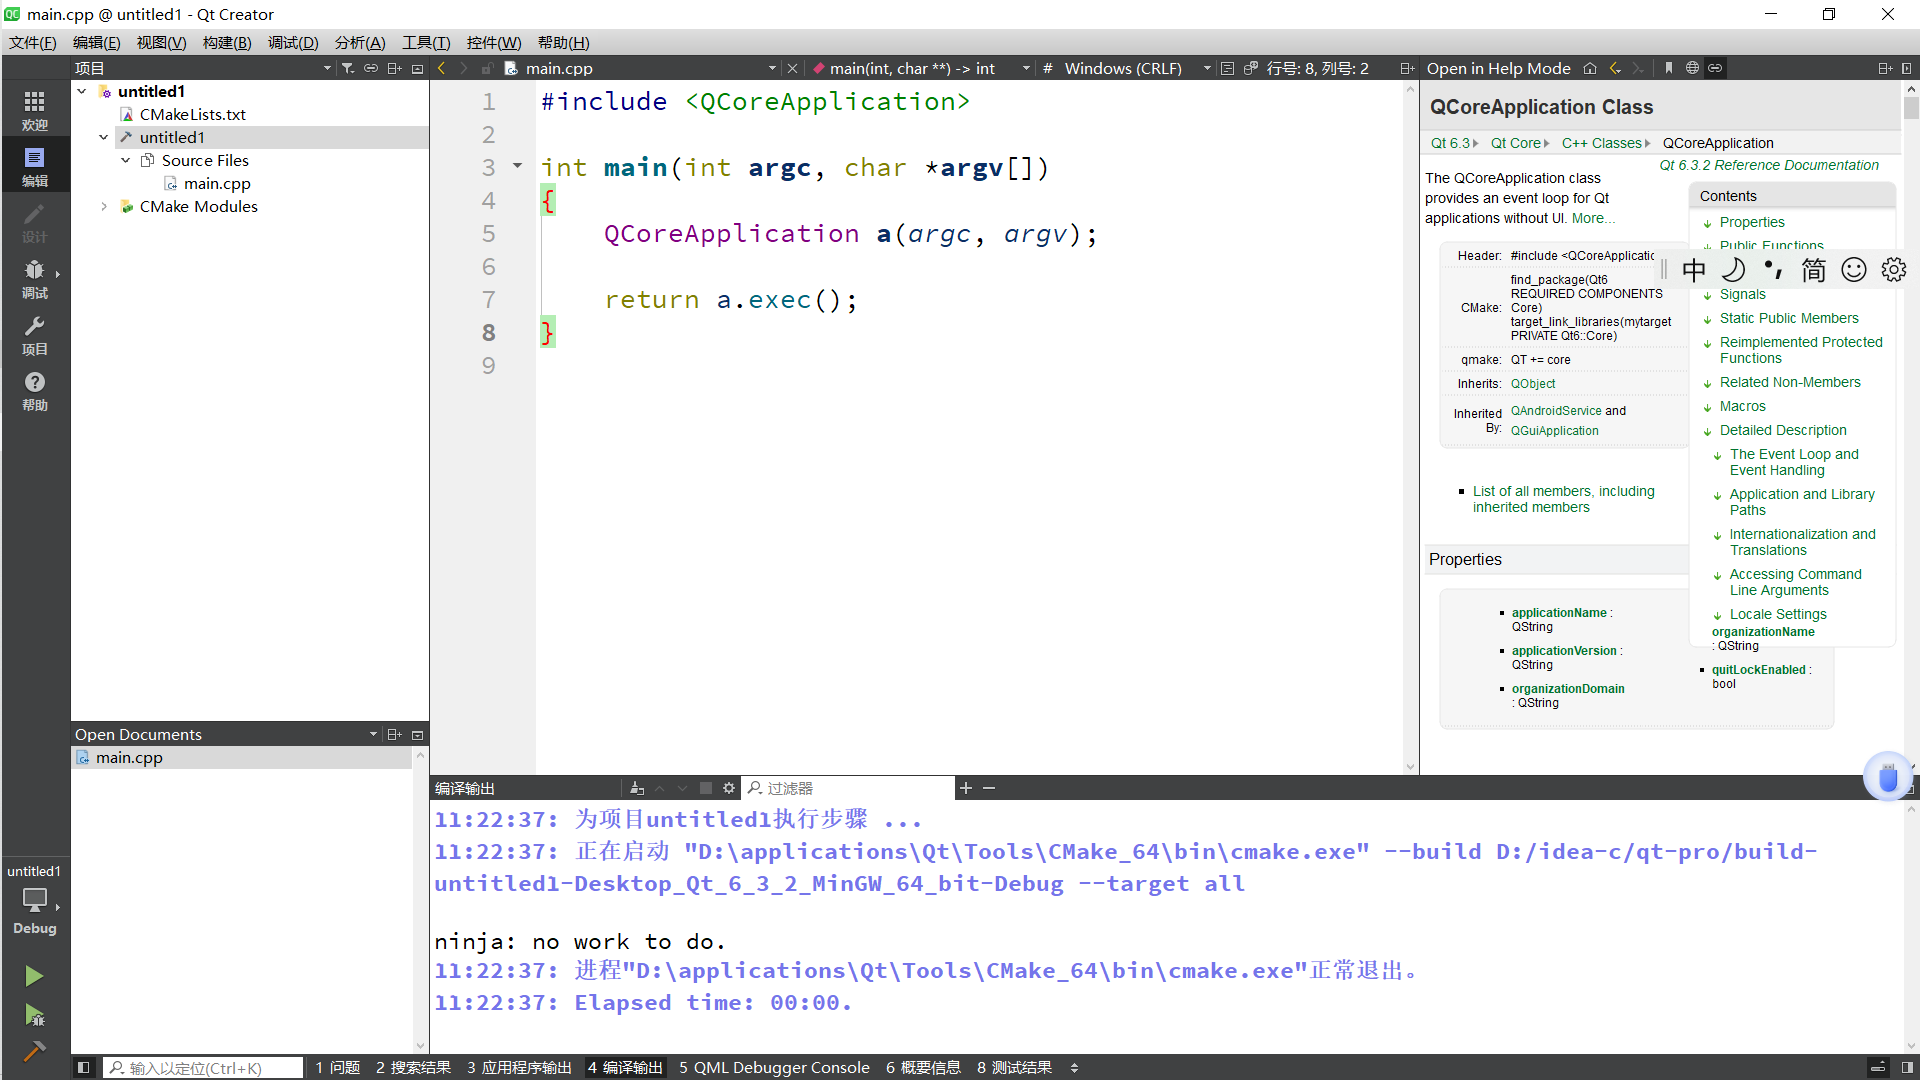 main.cpp @ untitled1 - Qt Creator
文件(F) 编辑(E) 视图(V) 构建(B) 调试(D) 分析(A) 工具(T) 控件(W) 帮助(H)
项目
main.cpp
main(int, char **) -> int
# Windows (CRLF)
行号: 8, 列号: 2
Open in Help Mode
欢迎
编辑
设计
调试
项目
帮助
untitled1
Debug
untitled1
CMakeLists.txt
untitled1
Source Files
main.cpp
CMake Modules
Open Documents
main.cpp
1 #include <QCoreApplication>
2
3 int main(int argc, char *argv[])
4 {
5 QCoreApplication a(argc, argv);
6
7 return a.exec();
8 }
9
QCoreApplication Class
Qt 6.3 Qt Core C++ Classes QCoreApplication
Qt 6.3.2 Reference Documentation
The QCoreApplication class
provides an event loop for Qt
applications without UI. More...
Header: #include <QCoreApplicatio
CMake: find_package(Qt6
REQUIRED COMPONENTS
Core)
target_link_libraries(mytarget
PRIVATE Qt6::Core)
qmake: QT += core
Inherits: QObject
Inherited By: QAndroidService and
QGuiApplication
List of all members, including
inherited members
Properties
applicationName :
QString
applicationVersion :
QString
organizationDomain
: QString
organizationName
: QString
quitLockEnabled :
bool
Contents
Properties
Public Functions
中 简
Signals
Static Public Members
Reimplemented Protected
Functions
Related Non-Members
Macros
Detailed Description
The Event Loop and
Event Handling
Application and Library
Paths
Internationalization and
Translations
Accessing Command
Line Arguments
Locale Settings
编译输出
过滤器
11:22:37: 为项目untitled1执行步骤 ...
11:22:37: 正在启动 "D:\applications\Qt\Tools\CMake_64\bin\cmake.exe" --build D:/idea-c/qt-pro/build-
untitled1-Desktop_Qt_6_3_2_MinGW_64_bit-Debug --target all
ninja: no work to do.
11:22:37: 进程"D:\applications\Qt\Tools\CMake_64\bin\cmake.exe"正常退出。
11:22:37: Elapsed time: 00:00.
输入以定位(Ctrl+K)
1 问题 2 搜索结果 3 应用程序输出 4 编译输出 5 QML Debugger Console 6 概要信息 8 测试结果